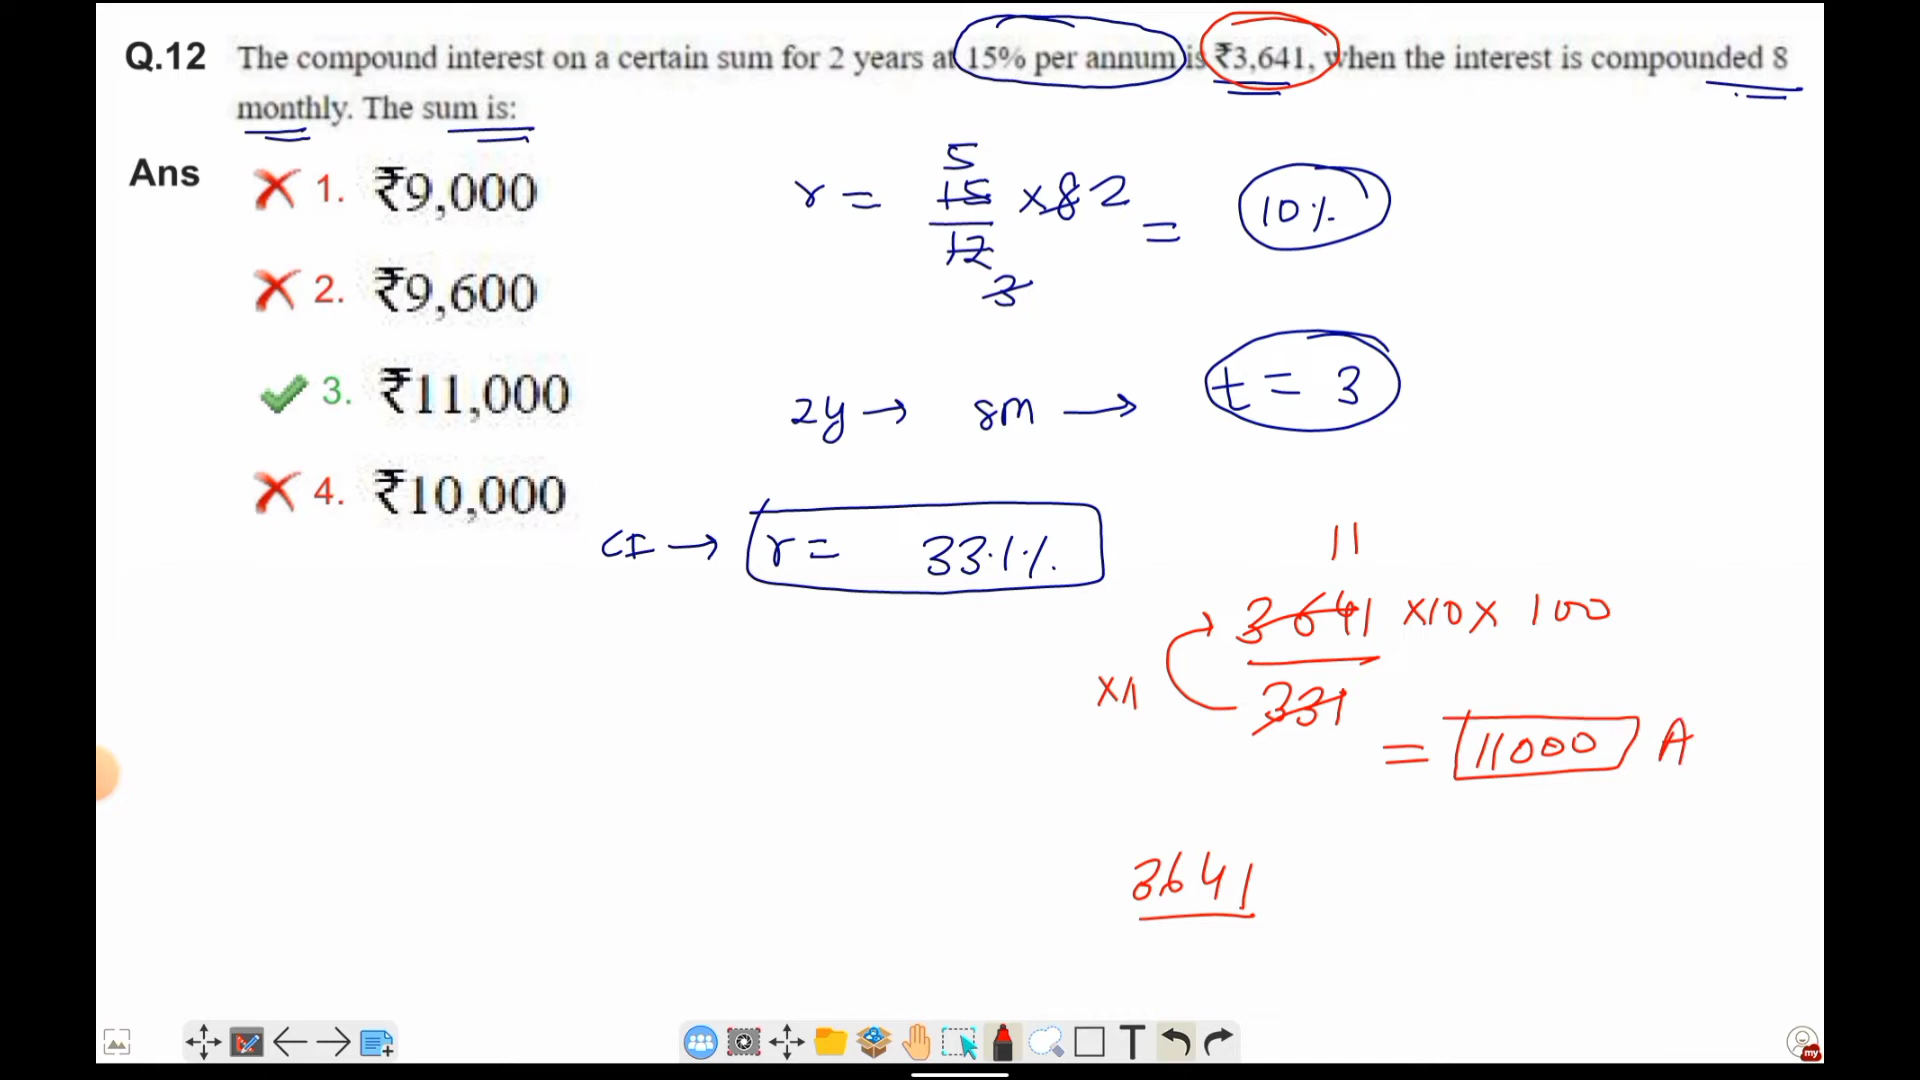 Q.12 The compound interest on a certain sum for 2 years at 15% per annum is ₹3,641, when the interest is compounded 8
monthly. The sum is:
Ans
1. ₹9,000
2. ₹9,600
3. ₹11,000
4. ₹10,000
5
r = 15/12 × 8 2 = 10%
3
2y → 8m → t = 3
CI → r = 33.1%
11
3641 × 10 × 100
×11
331
= 11000 A
3641
T
my